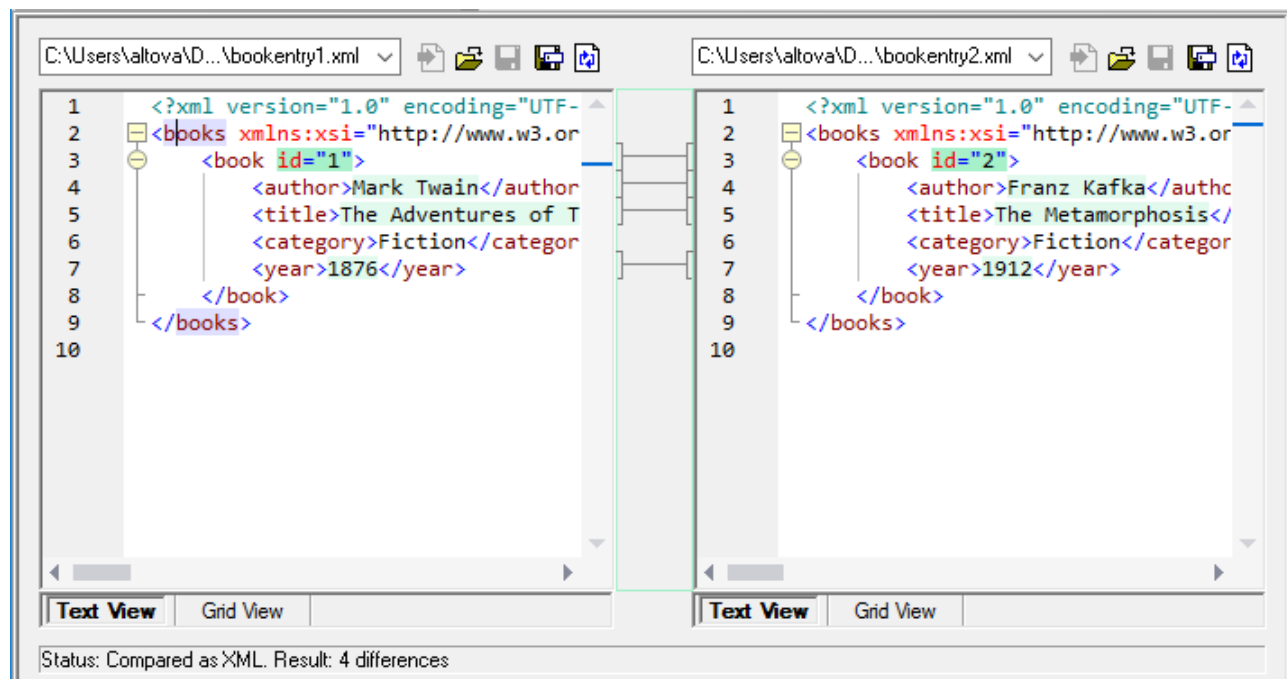 C:\Users\altova\D...\bookentry1.xml
1 <?xml version="1.0" encoding="UTF-
2 <books xmlns:xsi="http://www.w3.or
3 <book id="1">
4 <author>Mark Twain</author
5 <title>The Adventures of T
6 <category>Fiction</categor
7 <year>1876</year>
8 </book>
9 </books>
10
Text View Grid View
C:\Users\altova\D...\bookentry2.xml
1 <?xml version="1.0" encoding="UTF-
2 <books xmlns:xsi="http://www.w3.or
3 <book id="2">
4 <author>Franz Kafka</autho
5 <title>The Metamorphosis</
6 <category>Fiction</categor
7 <year>1912</year>
8 </book>
9 </books>
10
Text View Grid View
Status: Compared as XML. Result: 4 differences